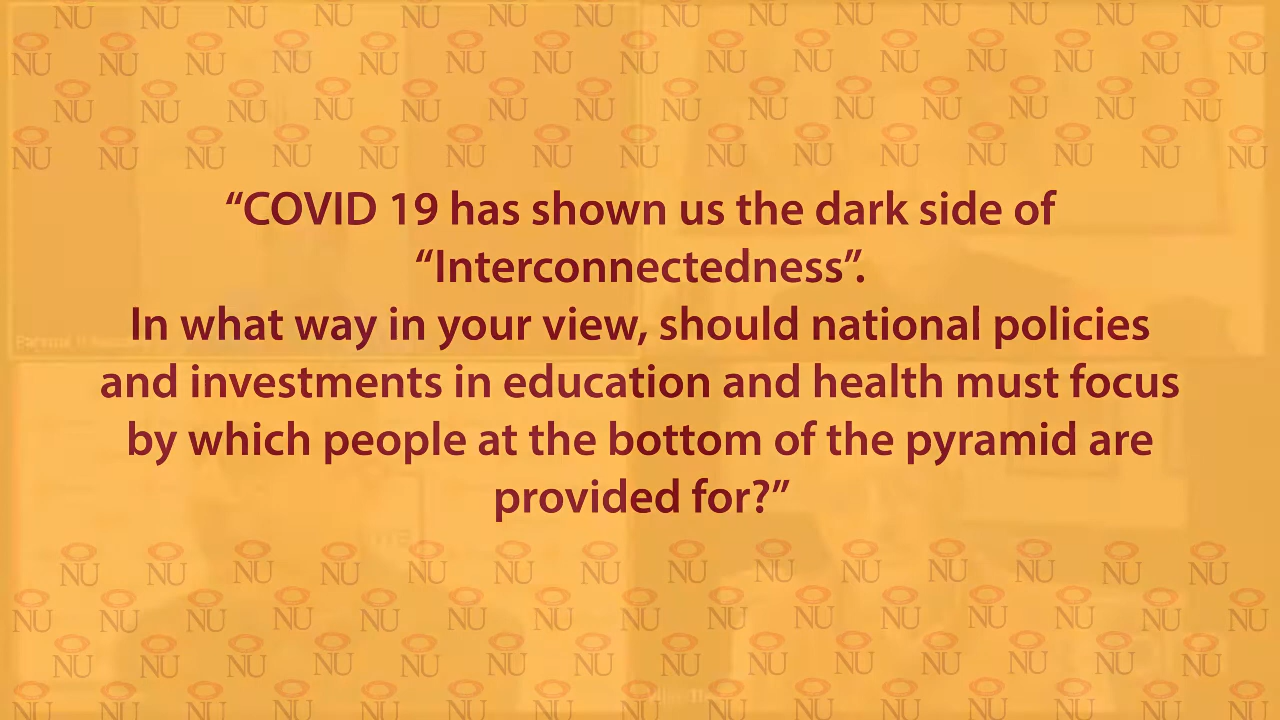 “COVID 19 has shown us the dark side of
“Interconnectedness”.
In what way in your view, should national policies
and investments in education and health must focus
by which people at the bottom of the pyramid are
provided for?”
NU